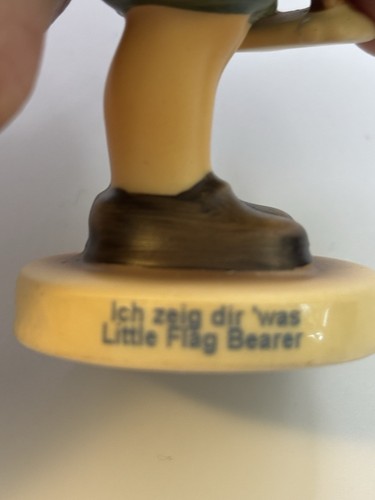 Ich zeig dir 'was
Little Flag Bearer